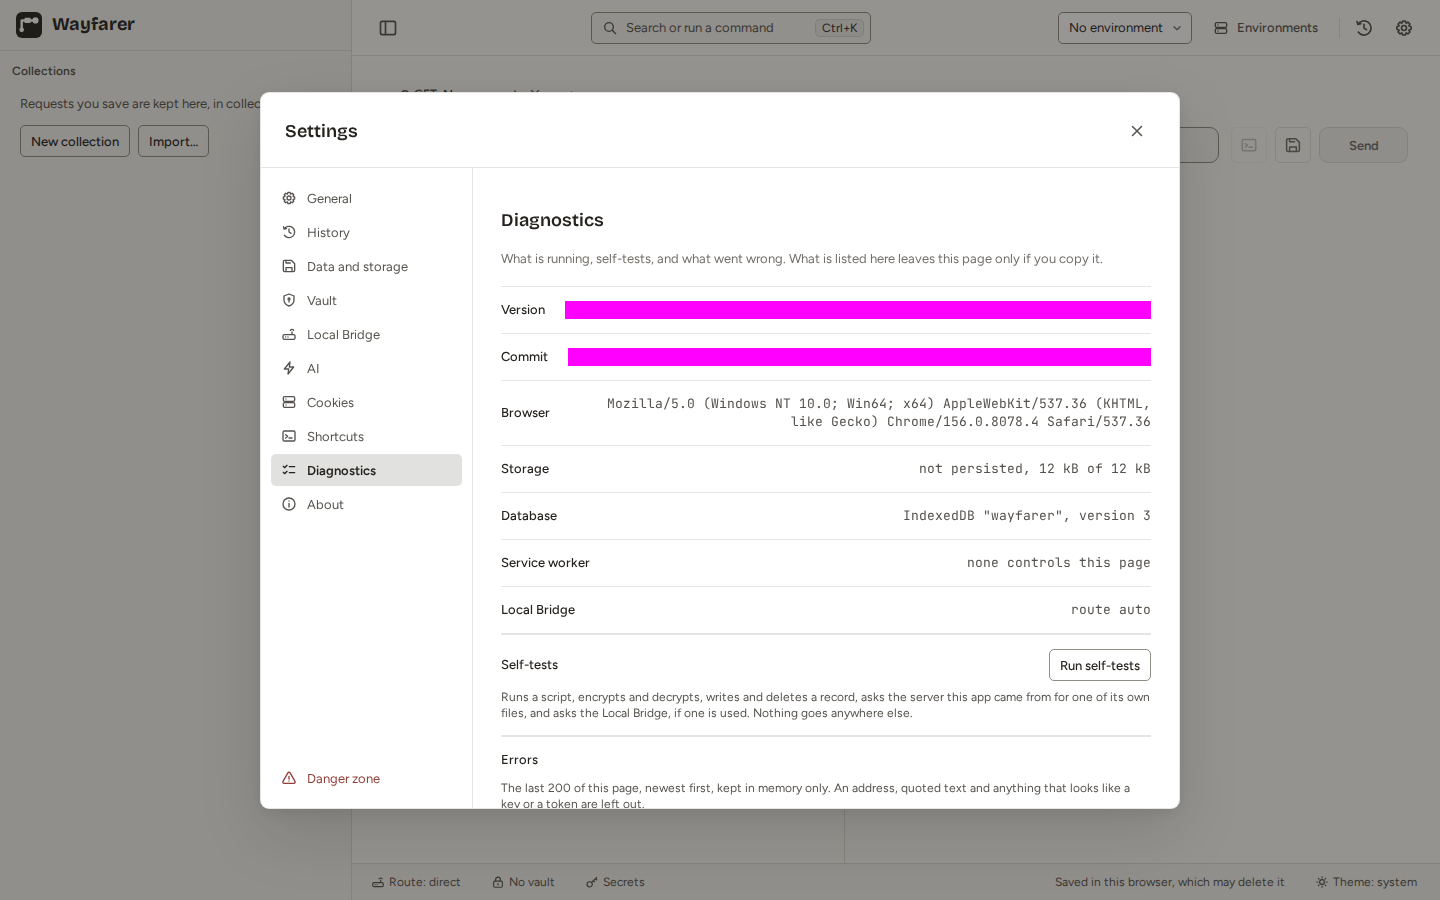 Wayfarer
Search or run a command
Ctrl+K
No environment
Environments
Collections
Requests you save are kept here, in collec
New collection
Import...
Send
Settings
General
History
Data and storage
Vault
Local Bridge
AI
Cookies
Shortcuts
Diagnostics
About
Danger zone
Diagnostics
What is running, self-tests, and what went wrong. What is listed here leaves this page only if you copy it.
Version
Commit
Browser
Mozilla/5.0 (Windows NT 10.0; Win64; x64) AppleWebKit/537.36 (KHTML,
like Gecko) Chrome/156.0.8078.4 Safari/537.36
Storage
not persisted, 12 kB of 12 kB
Database
IndexedDB "wayfarer", version 3
Service worker
none controls this page
Local Bridge
route auto
Self-tests
Run self-tests
Runs a script, encrypts and decrypts, writes and deletes a record, asks the server this app came from for one of its own
files, and asks the Local Bridge, if one is used. Nothing goes anywhere else.
Errors
The last 200 of this page, newest first, kept in memory only. An address, quoted text and anything that looks like a
key or a token are left out.
Route: direct
No vault
Secrets
Saved in this browser, which may delete it
Theme: system